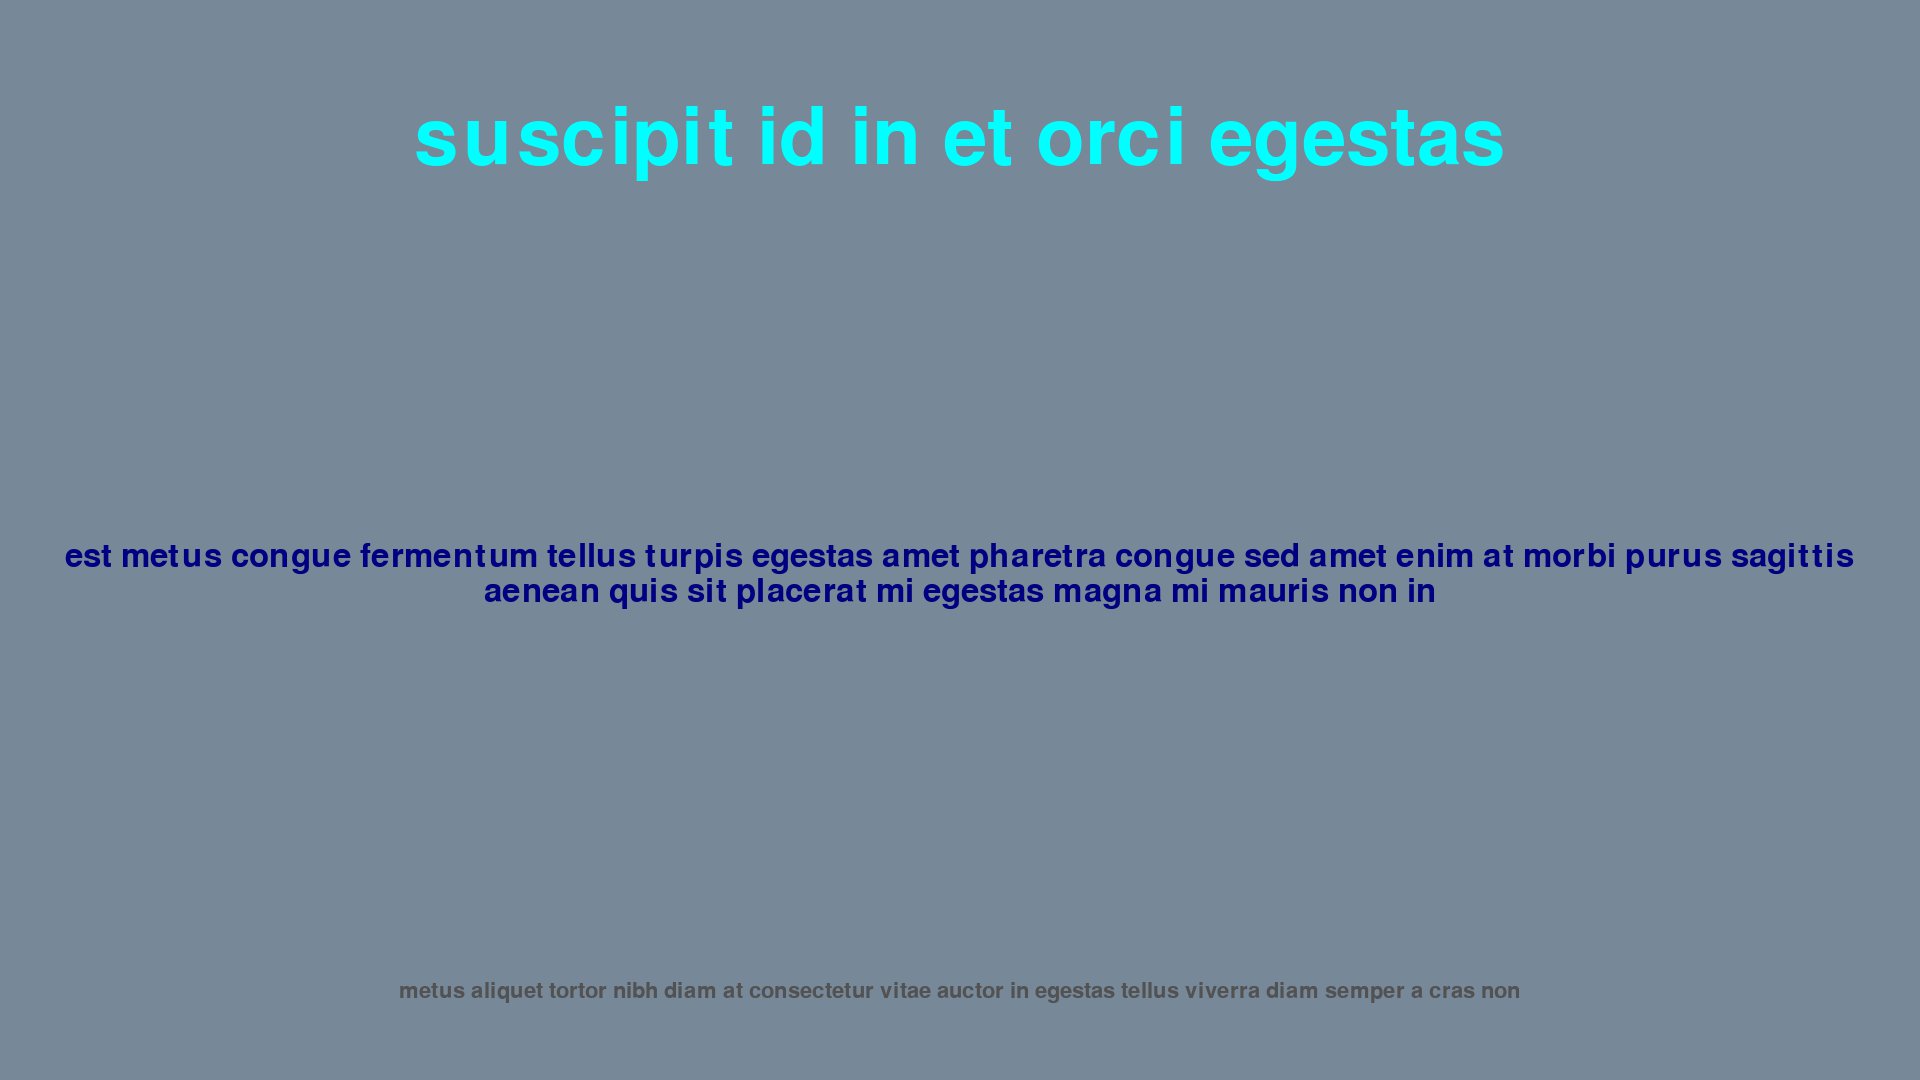 suscipit id in et orci egestas
est metus congue fermentum tellus turpis egestas amet pharetra congue sed amet enim at morbi purus sagittis
aenean quis sit placerat mi egestas magna mi mauris non in
metus aliquet tortor nibh diam at consectetur vitae auctor in egestas tellus viverra diam semper a cras non